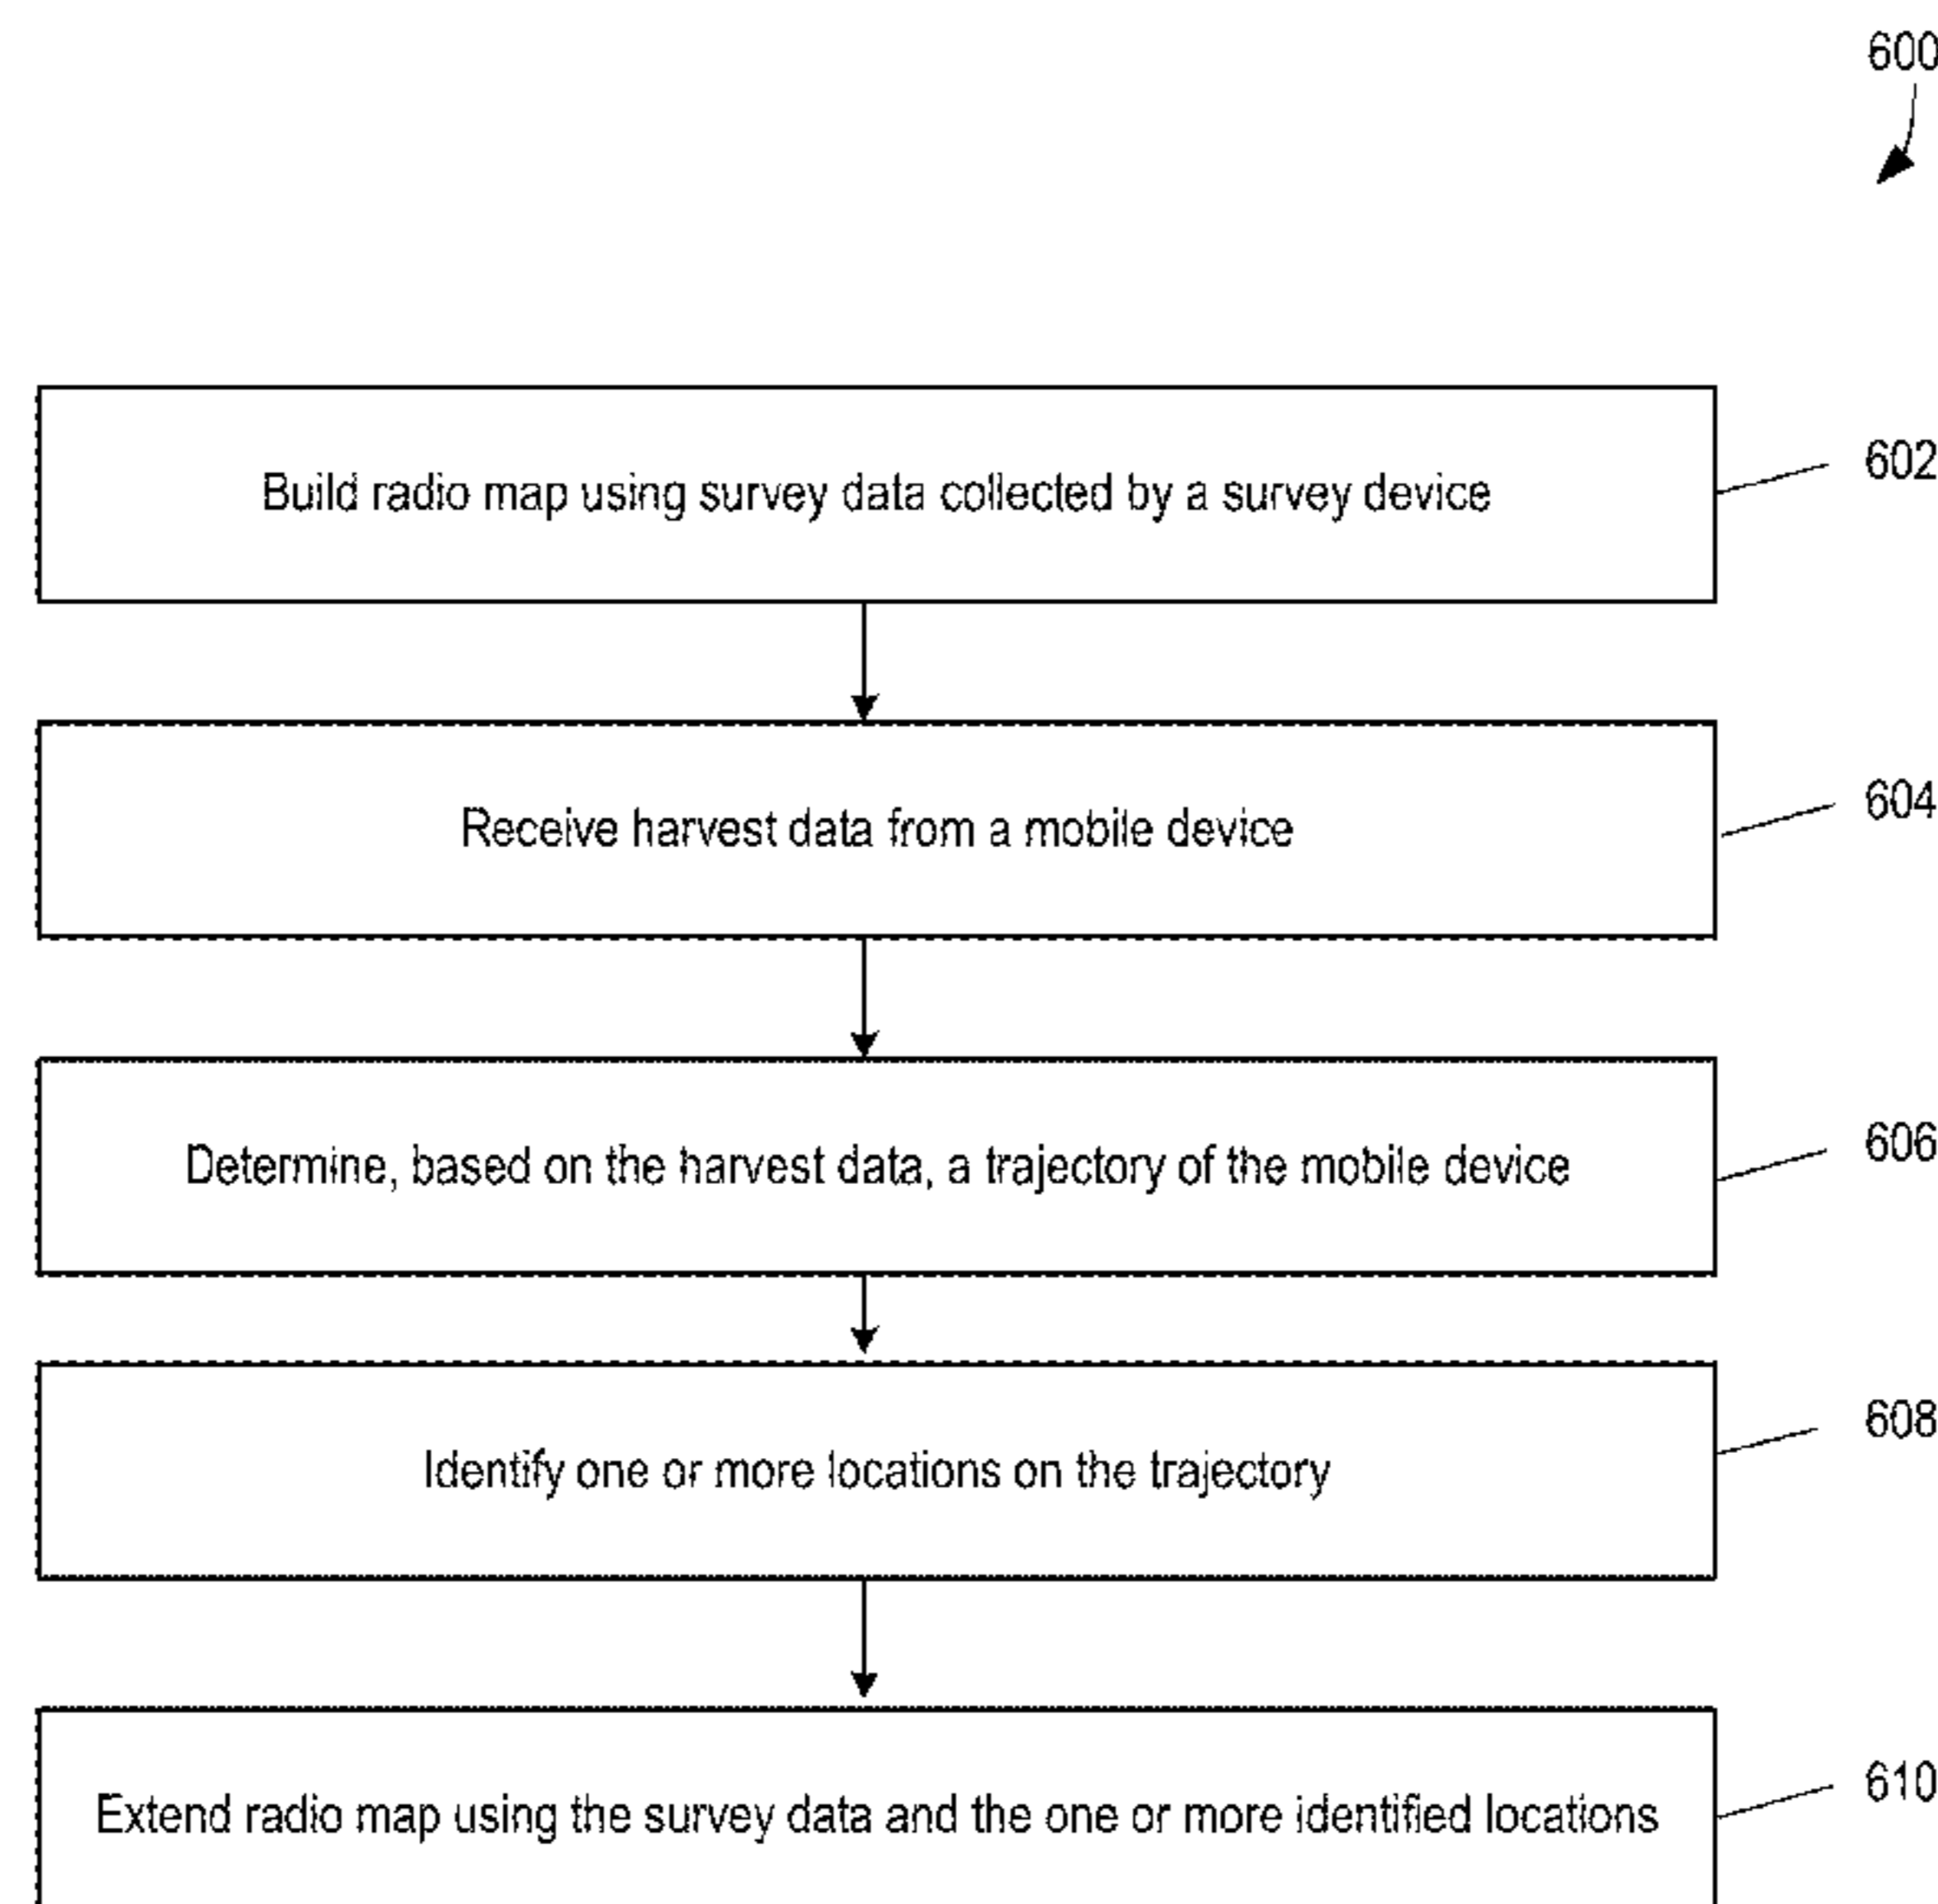 600
Build radio map using survey data collected by a survey device
602
Receive harvest data from a mobile device
604
Determine, based on the harvest data, a trajectory of the mobile device
606
Identify one or more locations on the trajectory
608
Extend radio map using the survey data and the one or more identified locations
610